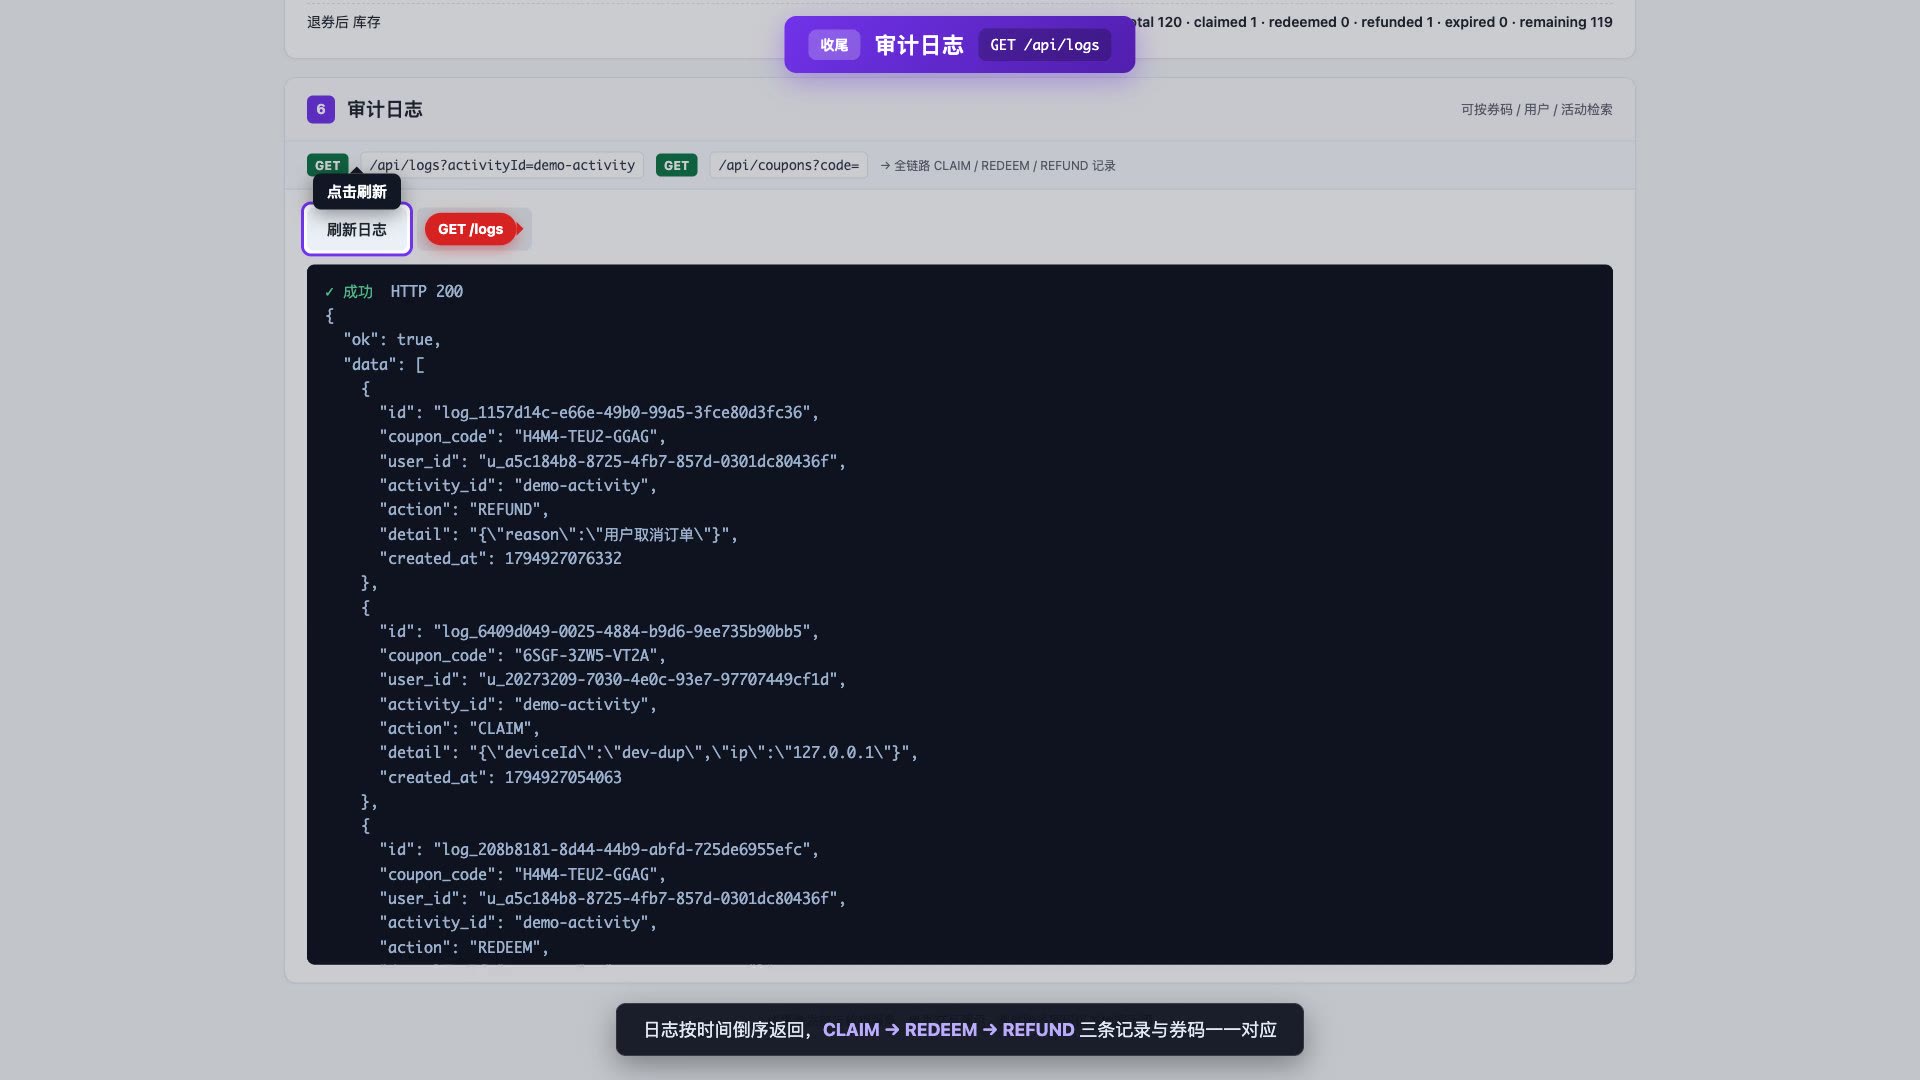 退券后 库存
otal 120 · claimed 1 · redeemed 0 · refunded 1 · expired 0 · remaining 119
收尾 审计日志 GET /api/logs
6 审计日志
可按券码 / 用户 / 活动检索
GET /api/logs?activityId=demo-activity GET /api/coupons?code= → 全链路 CLAIM / REDEEM / REFUND 记录
点击刷新
刷新日志
GET /logs
✓ 成功 HTTP 200
{
"ok": true,
"data": [
{
"id": "log_1157d14c-e66e-49b0-99a5-3fce80d3fc36",
"coupon_code": "H4M4-TEU2-GGAG",
"user_id": "u_a5c184b8-8725-4fb7-857d-0301dc80436f",
"activity_id": "demo-activity",
"action": "REFUND",
"detail": "{\"reason\":\"用户取消订单\"}",
"created_at": 1794927076332
},
{
"id": "log_6409d049-0025-4884-b9d6-9ee735b90bb5",
"coupon_code": "6SGF-3ZW5-VT2A",
"user_id": "u_20273209-7030-4e0c-93e7-97707449cf1d",
"activity_id": "demo-activity",
"action": "CLAIM",
"detail": "{\"deviceId\":\"dev-dup\",\"ip\":\"127.0.0.1\"}",
"created_at": 1794927054063
},
{
"id": "log_208b8181-8d44-44b9-abfd-725de6955efc",
"coupon_code": "H4M4-TEU2-GGAG",
"user_id": "u_a5c184b8-8725-4fb7-857d-0301dc80436f",
"activity_id": "demo-activity",
"action": "REDEEM",
日志按时间倒序返回，CLAIM → REDEEM → REFUND 三条记录与券码一一对应